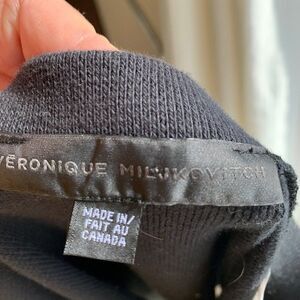 VERONIQUE MILJKOVITCH
MADE IN/
FAIT AU
CANADA